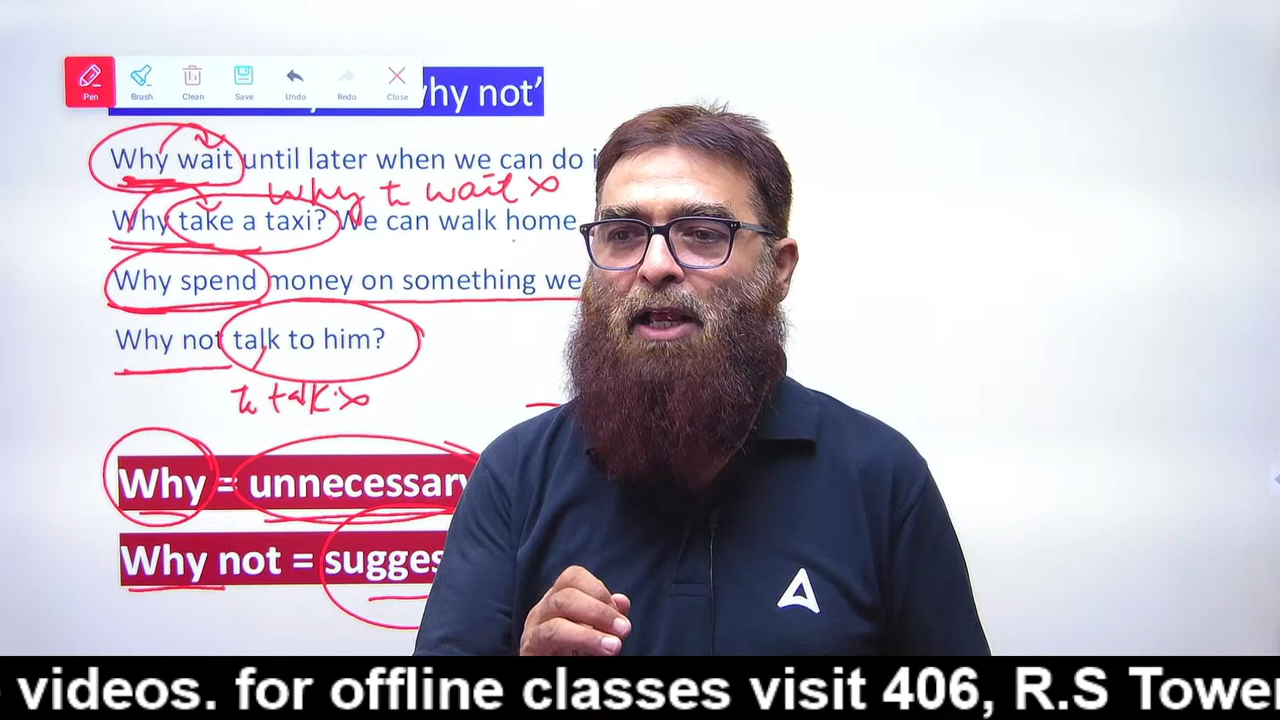 Pen Brush Clean Save Undo Redo Close
why not’
Why wait until later when we can do i
Why to wait x
Why take a taxi? We can walk home
Why spend money on something we
Why not talk to him?
to talk x
Why = unnecessary
Why not = sugges
videos. for offline classes visit 406, R.S Tower